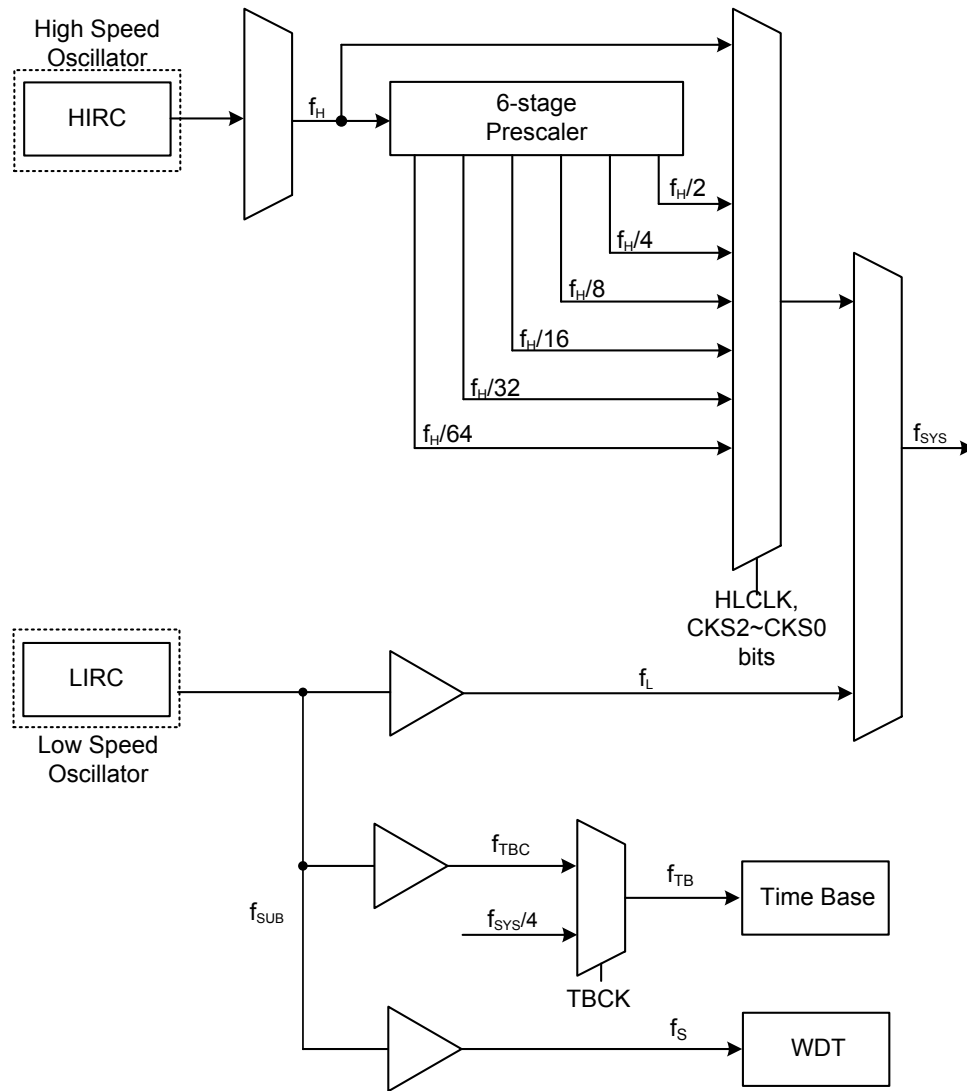 High Speed
Oscillator
HIRC
fH
6-stage
Prescaler
fH/2
fH/4
fH/8
fH/16
fH/32
fH/64
fSYS
HLCLK,
CKS2~CKS0
bits
LIRC
fL
Low Speed
Oscillator
fTBC
fTB
Time Base
fSUB
fSYS/4
TBCK
fS
WDT